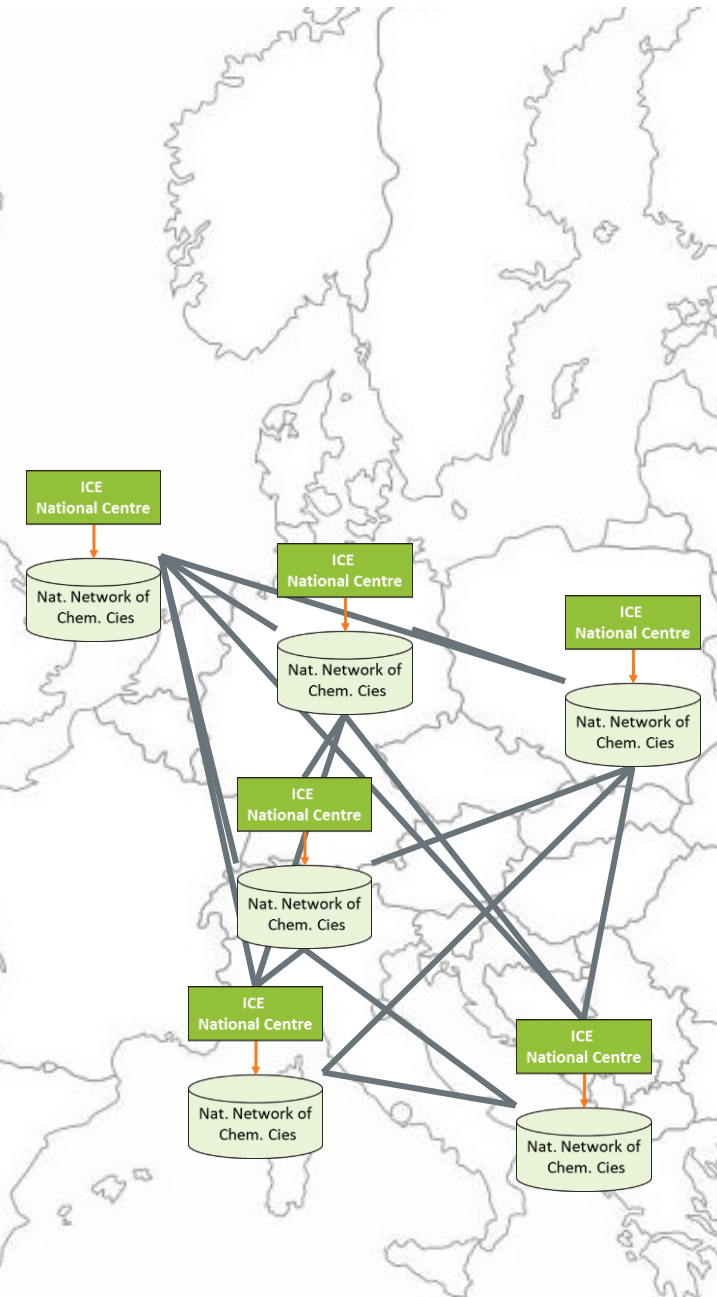 ICE
National Centre
Nat. Network of
Chem. Cies
ICE
National Centre
Nat. Network of
Chem. Cies
ICE
National Centre
Nat. Network of
Chem. Cies
ICE
National Centre
Nat. Network of
Chem. Cies
ICE
National Centre
Nat. Network of
Chem. Cies
ICE
National Centre
Nat. Network of
Chem. Cies